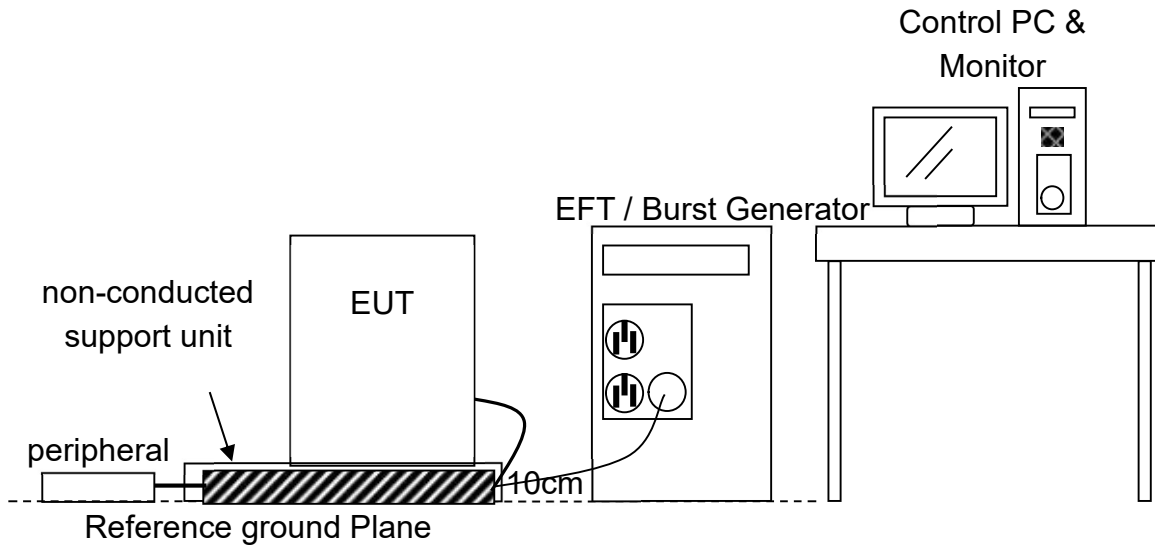 Control PC &
Monitor
EFT / Burst Generator
non-conducted
support unit
EUT
peripheral
10cm
Reference ground Plane